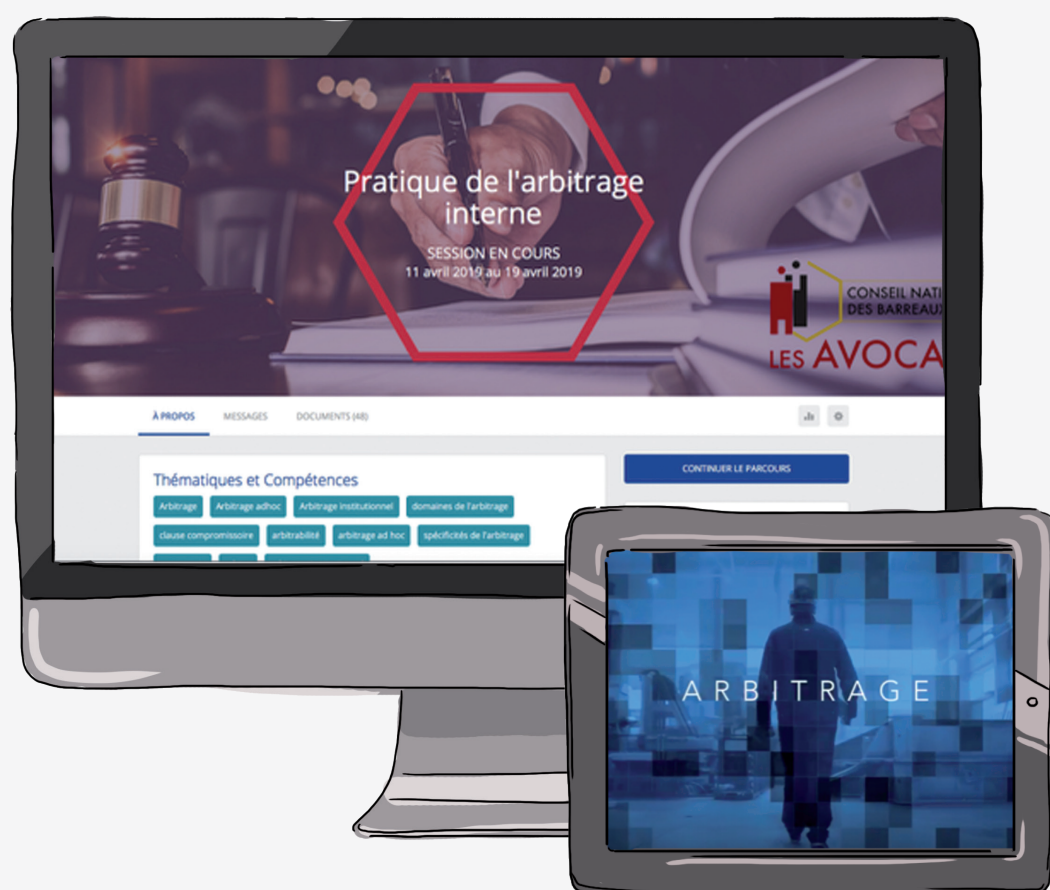 Pratique de l'arbitrage
interne
SESSION EN COURS
11 avril 2019 au 19 avril 2019
CONSEIL NATI
DES BARREAU
LES AVOCA
À PROPOS MESSAGES DOCUMENTS (48)
Thématiques et Compétences
CONTINUER LE PARCOURS
Arbitrage Arbitrage adhoc Arbitrage institutionnel domaines de l'arbitrage
clause compromissoire arbitrabilité arbitrage ad hoc spécificités de l'arbitrage
ARBITRAGE